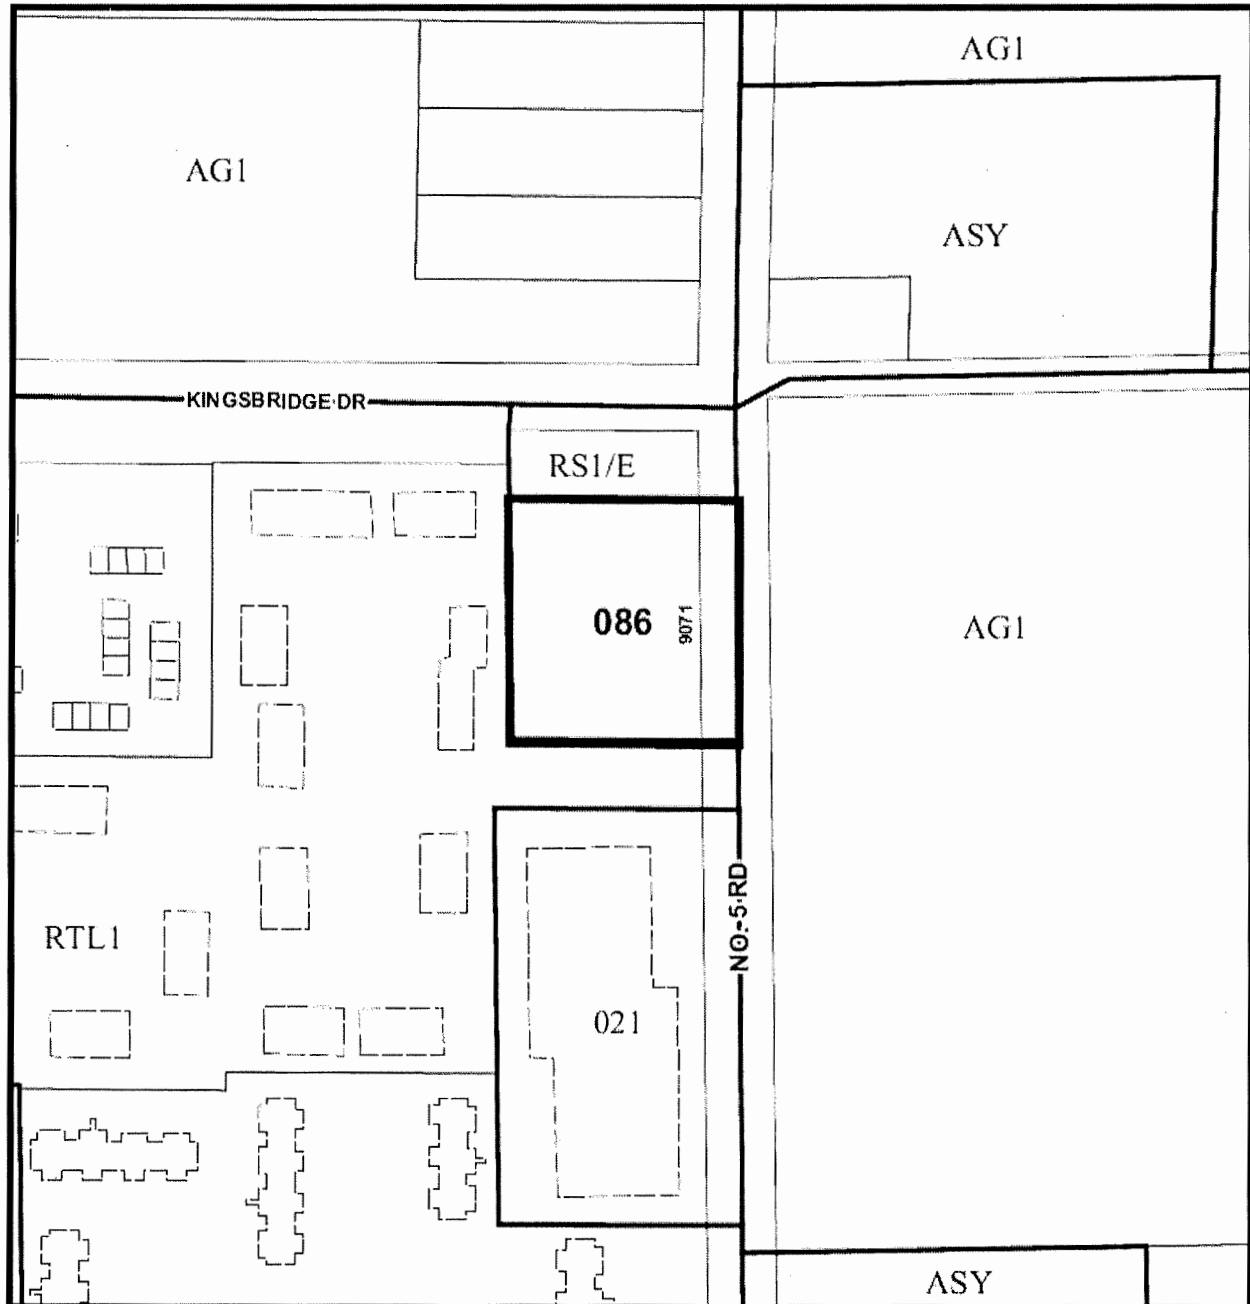 AG1
AG1
ASY
KINGSBRIDGE DR
RS1/E
086
9071
AG1
NO. 5 RD
RTL1
021
ASY